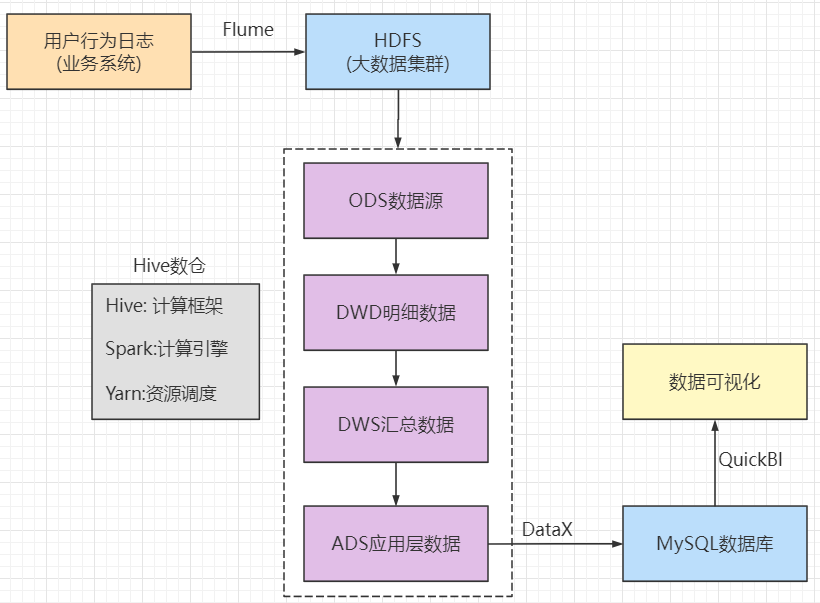 用户行为日志
(业务系统)
Flume
HDFS
(大数据集群)
ODS数据源
Hive数仓
Hive: 计算框架
Spark:计算引擎
Yarn:资源调度
DWD明细数据
DWS汇总数据
ADS应用层数据
DataX
MySQL数据库
QuickBI
数据可视化